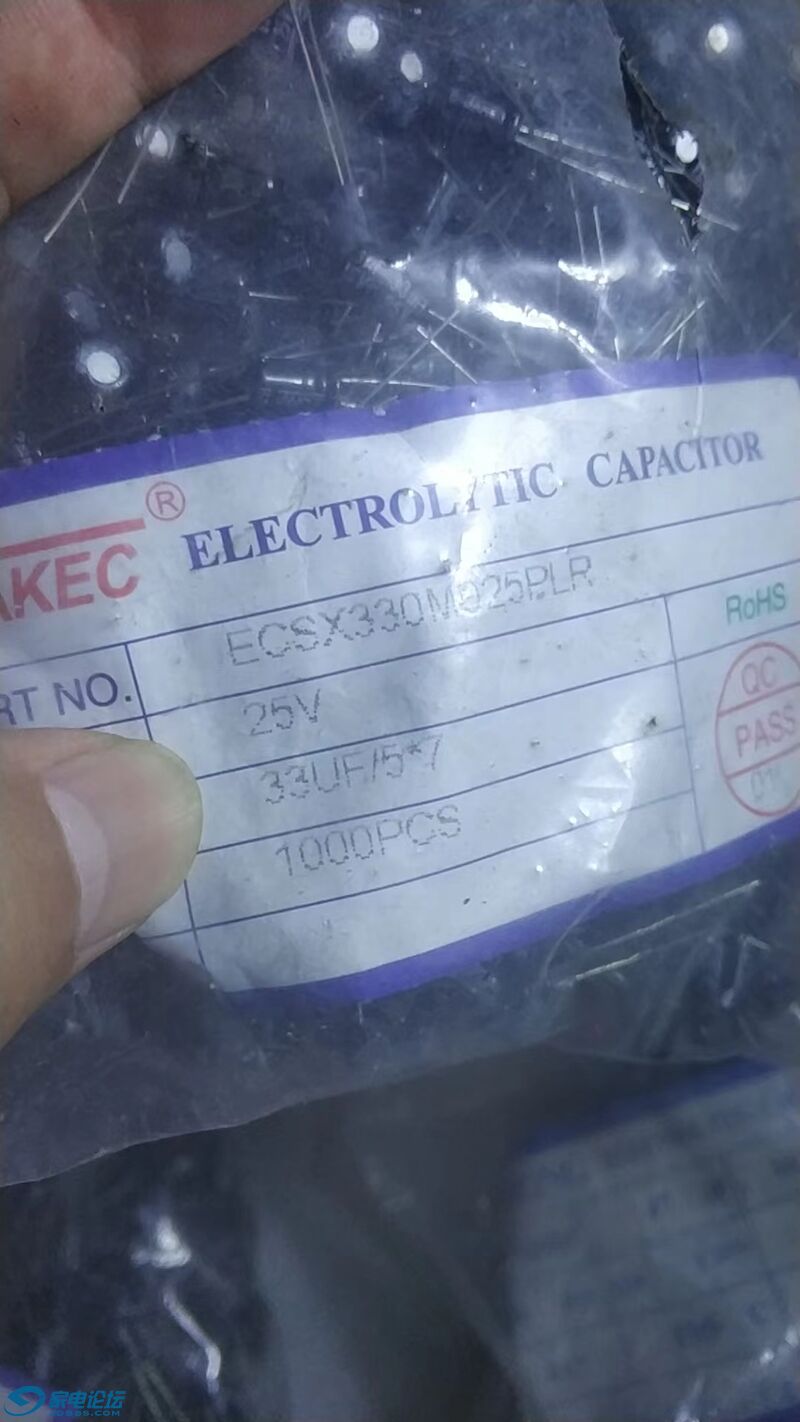 AKEC® ELECTROLYTIC CAPACITOR
RT NO. ECSX330M025PLR
RoHS
25V
33UF/5*7
1000PCS
QC
PASS
家电论坛